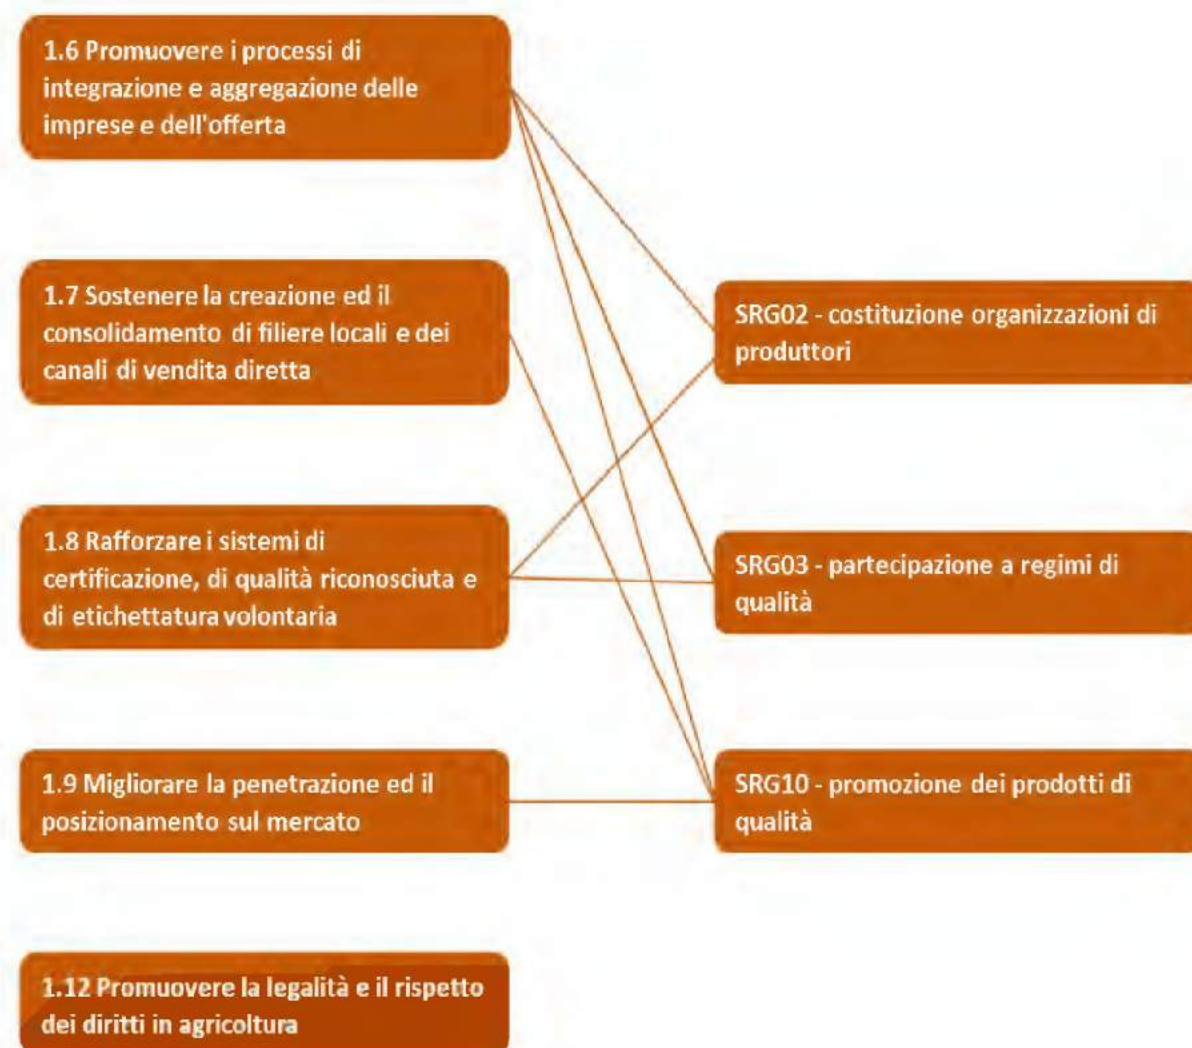 1.6 Promuovere i processi di
integrazione e aggregazione delle
imprese e dell'offerta
1.7 Sostenere la creazione ed il
consolidamento di filiere locali e dei
canali di vendita diretta
1.8 Rafforzare i sistemi di
certificazione, di qualità riconosciuta e
di etichettatura volontaria
1.9 Migliorare la penetrazione ed il
posizionamento sul mercato
1.12 Promuovere la legalità e il rispetto
dei diritti in agricoltura
SRG02 - costituzione organizzazioni di
produttori
SRG03 - partecipazione a regimi di
qualità
SRG10 - promozione dei prodotti di
qualità